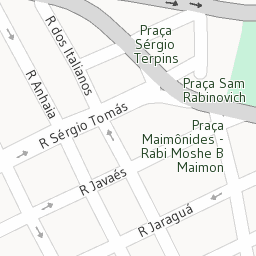 R dos Italianos
Praça
Sérgio
Terpins
R Anhaia
Praça Sam
Rabinovich
R Sérgio Tomás
Praça
Maimônides -
Rabi Moshe B
Maimon
R Javaés
R Jaraguá